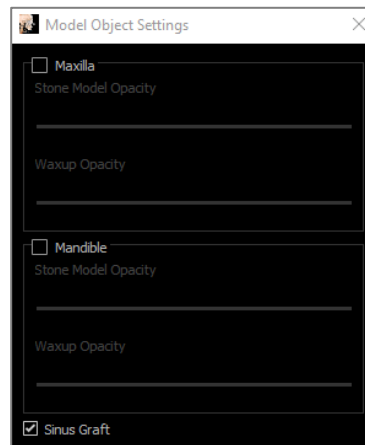 Model Object Settings
Maxilla
Stone Model Opacity
Waxup Opacity
Mandible
Stone Model Opacity
Waxup Opacity
Sinus Graft